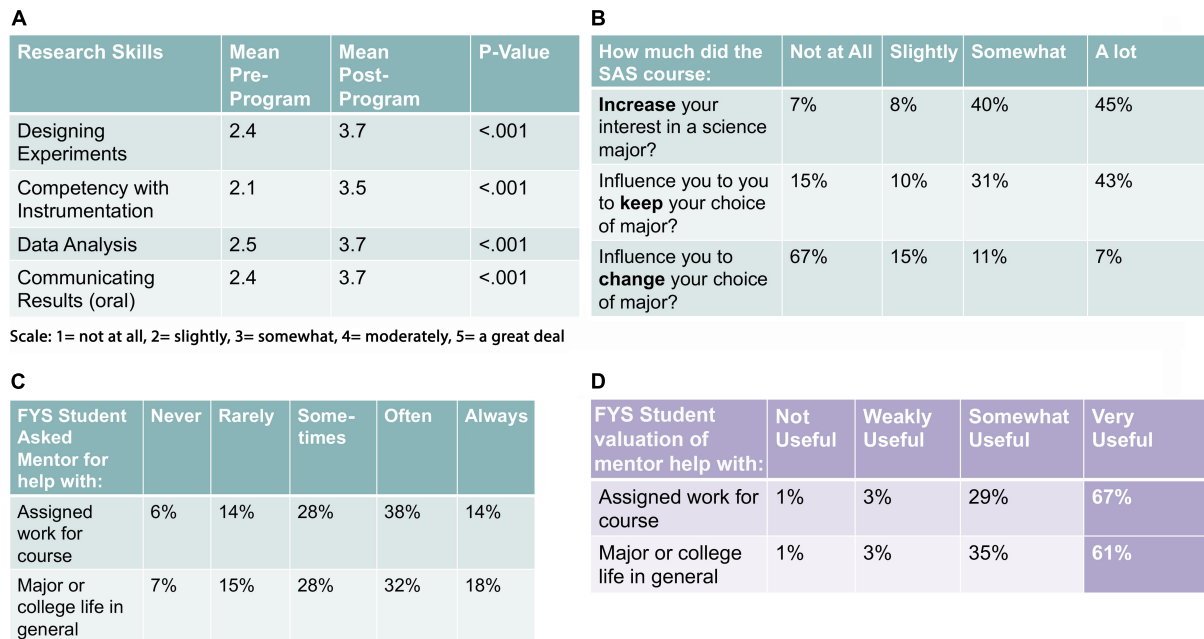 A
Research Skills Mean Pre-Program Mean Post-Program P-Value
Designing Experiments 2.4 3.7 <.001
Competency with Instrumentation 2.1 3.5 <.001
Data Analysis 2.5 3.7 <.001
Communicating Results (oral) 2.4 3.7 <.001
Scale: 1= not at all, 2= slightly, 3= somewhat, 4= moderately, 5= a great deal
B
How much did the SAS course: Not at All Slightly Somewhat A lot
Increase your interest in a science major? 7% 8% 40% 45%
Influence you to you to keep your choice of major? 15% 10% 31% 43%
Influence you to change your choice of major? 67% 15% 11% 7%
C
FYS Student Asked Mentor for help with: Never Rarely Some-times Often Always
Assigned work for course 6% 14% 28% 38% 14%
Major or college life in general 7% 15% 28% 32% 18%
D
FYS Student valuation of mentor help with: Not Useful Weakly Useful Somewhat Useful Very Useful
Assigned work for course 1% 3% 29% 67%
Major or college life in general 1% 3% 35% 61%